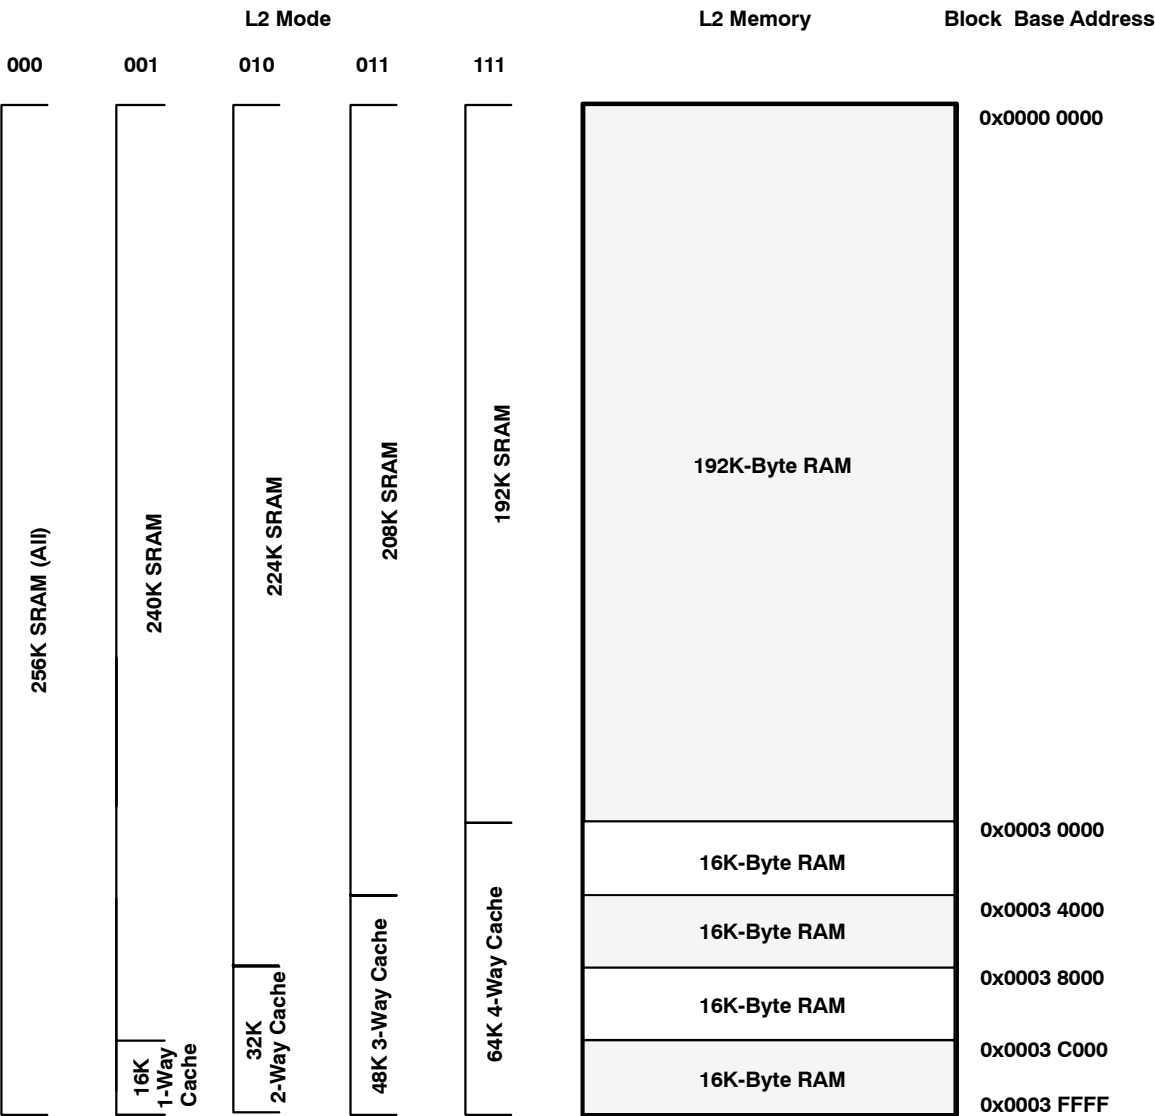 L2 Mode
L2 Memory
Block Base Address
000
001
010
011
111
0x0000 0000
256K SRAM (All)
240K SRAM
224K SRAM
208K SRAM
192K SRAM
192K-Byte RAM
0x0003 0000
16K-Byte RAM
0x0003 4000
16K-Byte RAM
0x0003 8000
16K-Byte RAM
0x0003 C000
16K-Byte RAM
0x0003 FFFF
16K
1-Way
Cache
32K
2-Way Cache
48K 3-Way Cache
64K 4-Way Cache